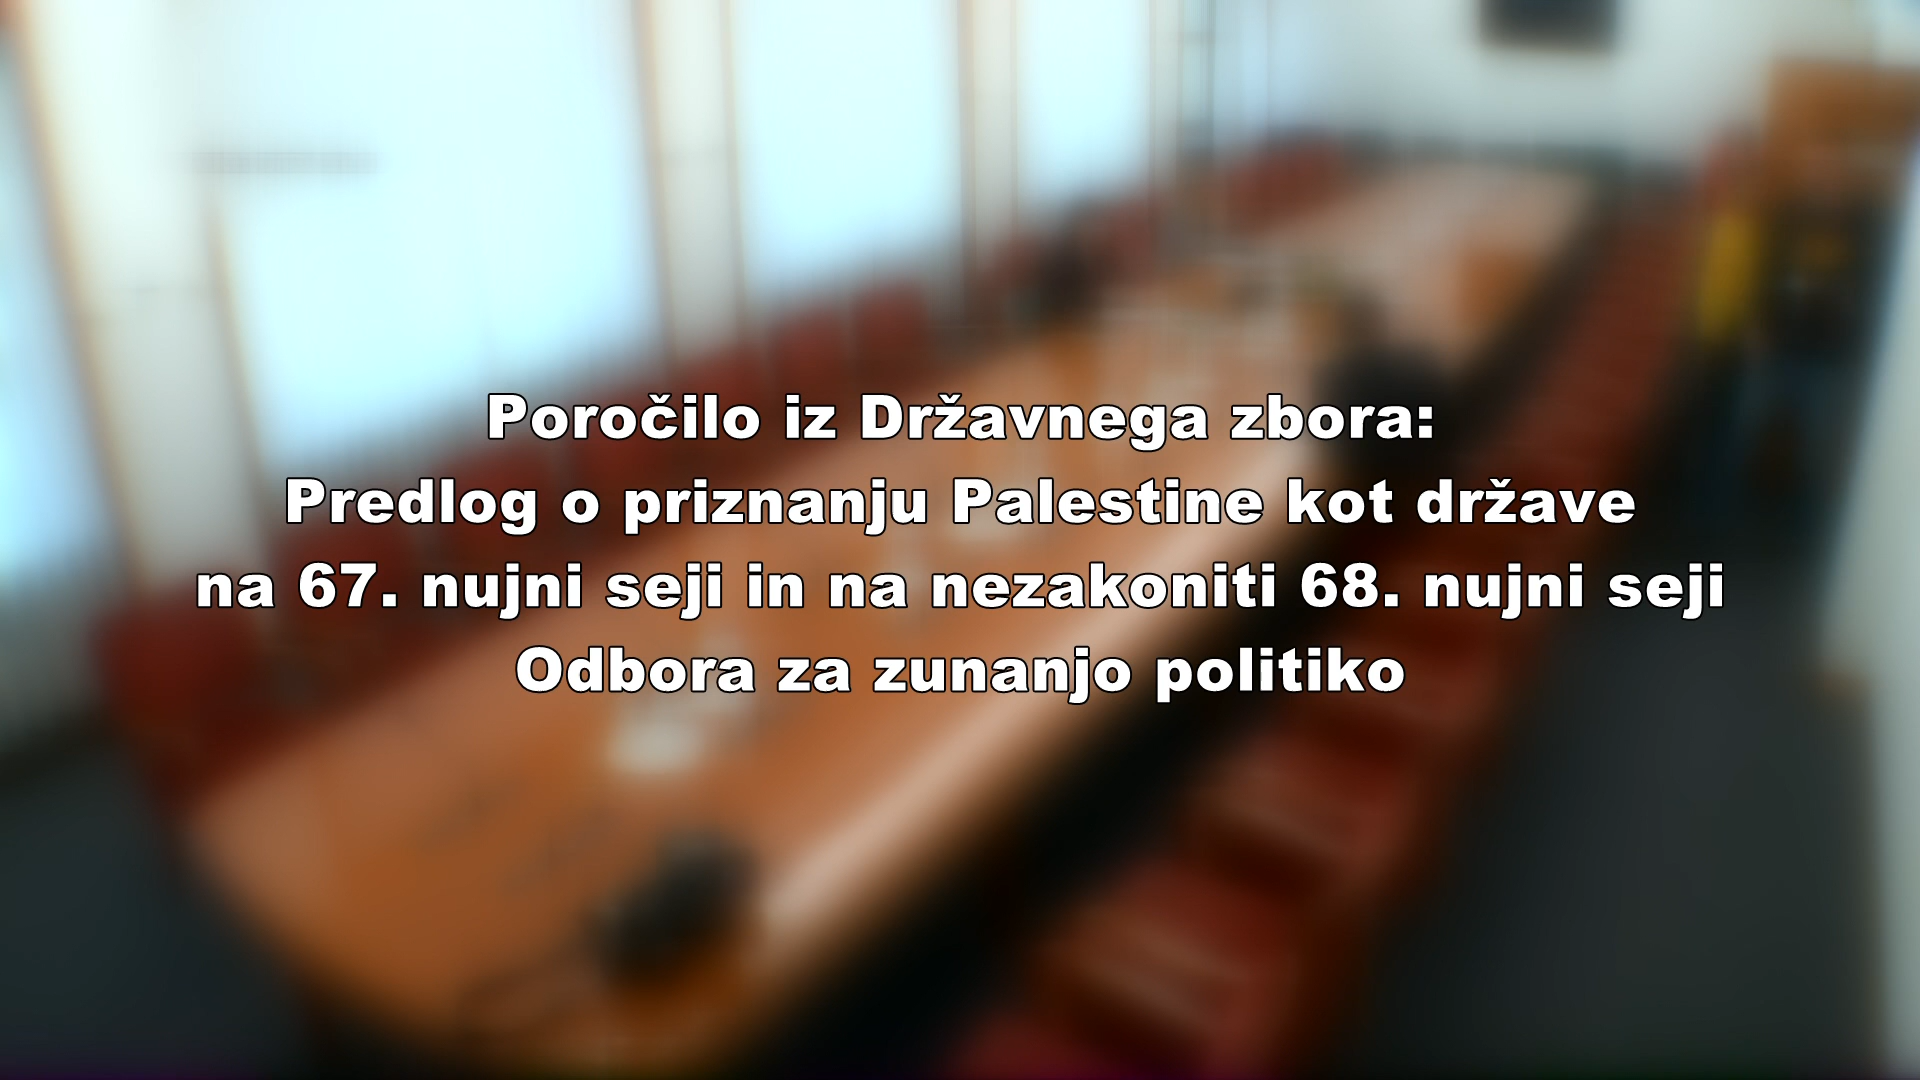 Poročilo iz Državnega zbora:
Predlog o priznanju Palestine kot države
na 67. nujni seji in na nezakoniti 68. nujni seji
Odbora za zunanjo politiko